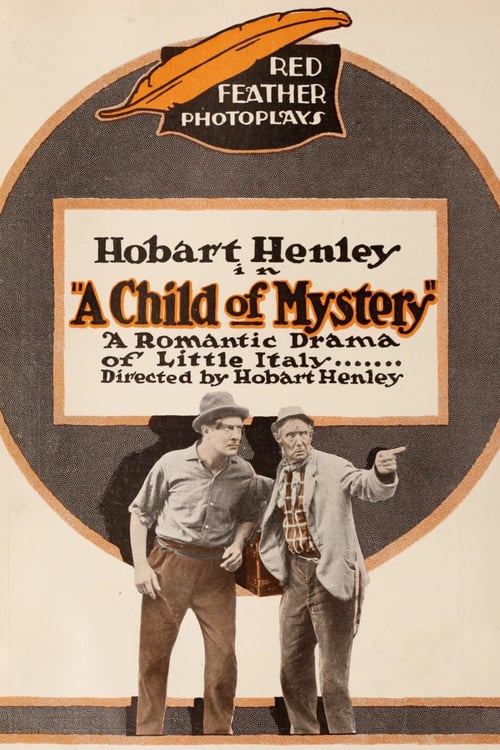 RED
FEATHER
PHOTOPLAYS
Hobart Henley
in
"A Child of Mystery"
A Romantic Drama
of Little Italy.......
Directed by Hobart Henley